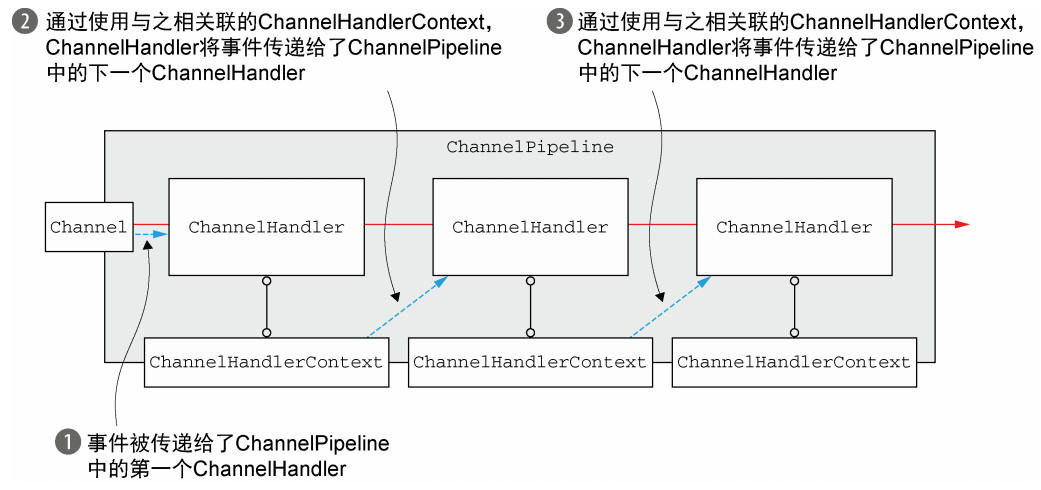 2 通过使用与之相关联的ChannelHandlerContext,
ChannelHandler将事件传递给了ChannelPipeline
中的下一个ChannelHandler
3 通过使用与之相关联的ChannelHandlerContext,
ChannelHandler将事件传递给了ChannelPipeline
中的下一个ChannelHandler
ChannelPipeline
Channel
ChannelHandler
ChannelHandler
ChannelHandler
ChannelHandlerContext
ChannelHandlerContext
ChannelHandlerContext
1 事件被传递给了ChannelPipeline
中的第一个ChannelHandler